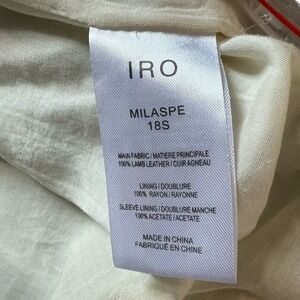 IRO
MILASPE
18S
MAIN FABRIC / MATIERE PRINCIPALE
100% LAMB LEATHER / CUIR AGNEAU
LINING / DOUBLURE
100% RAYON / RAYONNE
SLEEVE LINING / DOUBLURE MANCHE
100% ACETATE / ACETATE
MADE IN CHINA
FABRIQUÉ EN CHINE